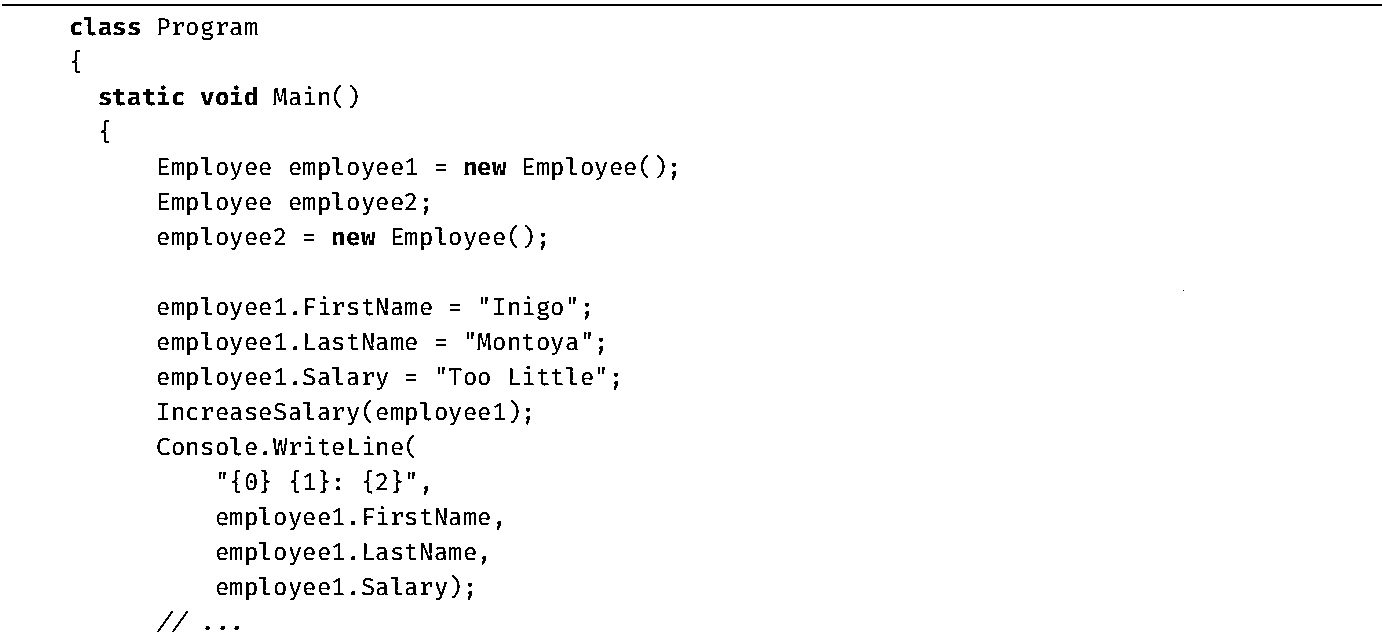 class Program
{
  static void Main()
  {
      Employee employee1 = new Employee();
      Employee employee2;
      employee2 = new Employee();

      employee1.FirstName = "Inigo";
      employee1.LastName = "Montoya";
      employee1.Salary = "Too Little";
      IncreaseSalary(employee1);
      Console.WriteLine(
          "{0} {1}: {2}",
          employee1.FirstName,
          employee1.LastName,
          employee1.Salary);
      // ...